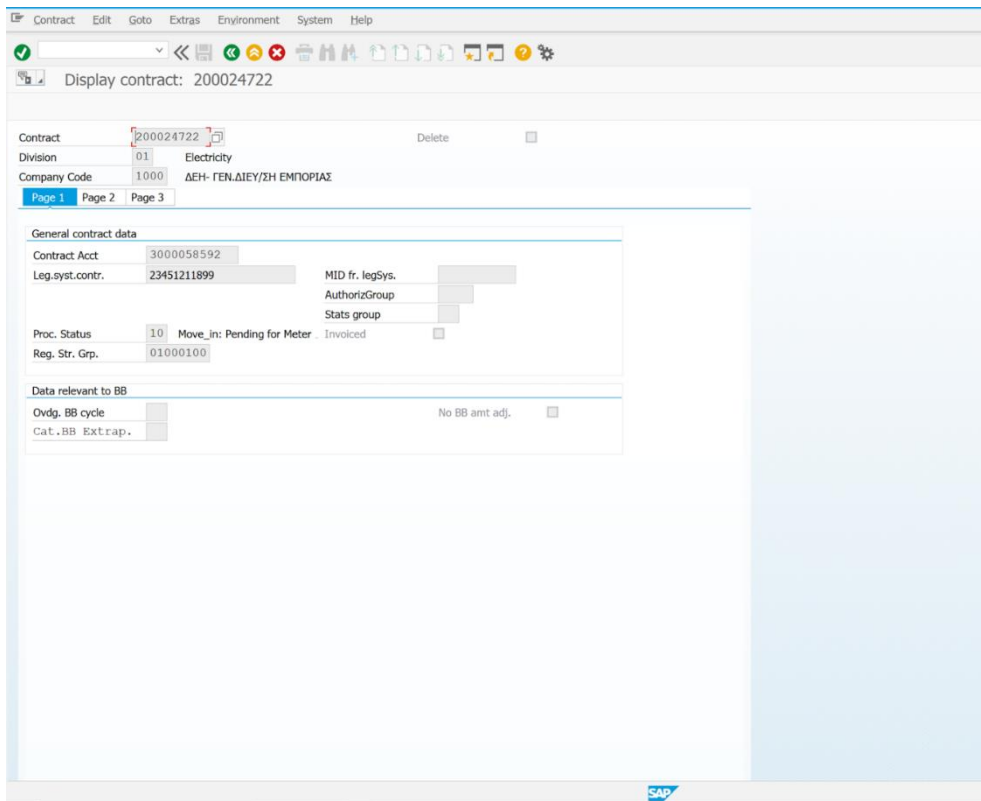 Contract Edit Goto Extras Environment System Help
Display contract: 200024722
Contract 200024722 Delete
Division 01 Electricity
Company Code 1000 ΔΕΗ- ΓΕΝ.ΔΙΕΥ/ΣΗ ΕΜΠΟΡΙΑΣ
Page 1 Page 2 Page 3
General contract data
Contract Acct 3000058592
Leg.syst.contr. 23451211899 MID fr. legSys.
AuthorizGroup
Stats group
Proc. Status 10 Move_in: Pending for Meter Invoiced
Reg. Str. Grp. 01000100
Data relevant to BB
Ovdg. BB cycle No BB amt adj.
Cat.BB Extrap.
SAP